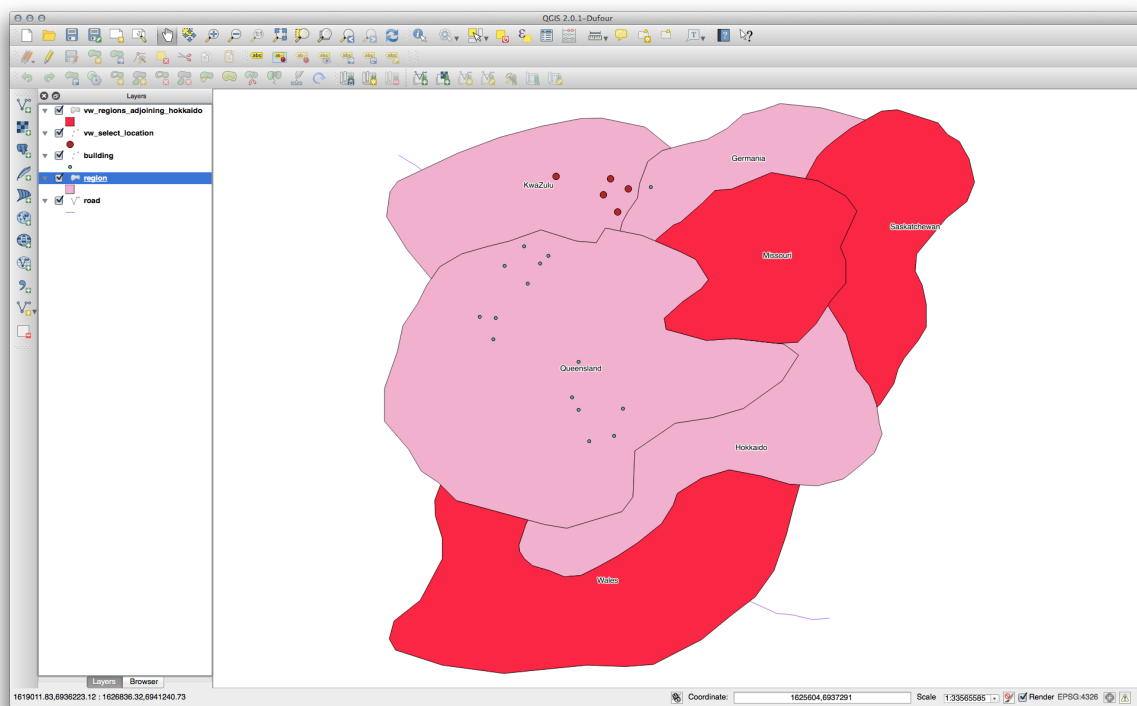 QGIS 2.0.1-Dufour
Layers
vw_regions_adjoining_hokkaido
vw_select_location
building
region
road
Germania
KwaZulu
Saskatchewan
Missouri
Queensland
Hokkaido
Wales
Layers Browser
1619011.83,6936223.12 : 1626836.32,6941240.73 Coordinate: 1625604,6937291 Scale 1:33565585 Render EPSG:4326